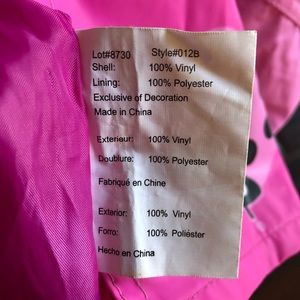 Lot#8730 Style#012B
Shell: 100% Vinyl
Lining: 100% Polyester
Exclusive of Decoration
Made in China
Exterieur: 100% Vinyl
Doublure: 100% Polyester
Fabriqué en Chine
Exterior: 100% Vinyl
Forro: 100% Poliéster
Hecho en China